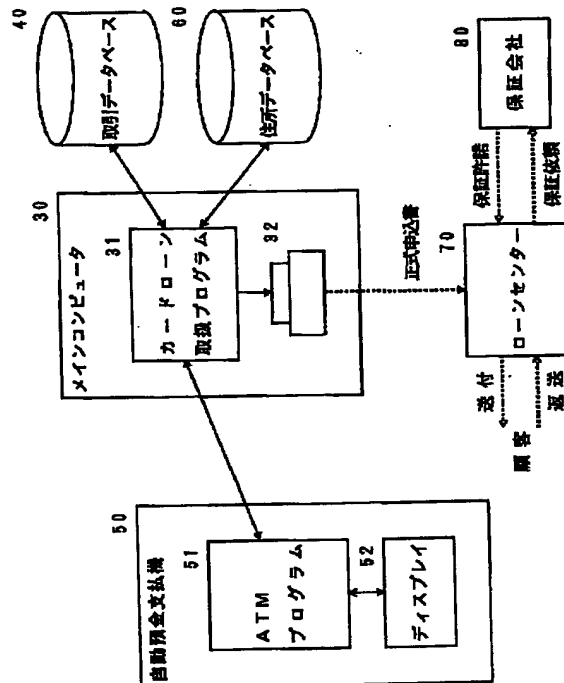 自動預金支払機
50
51
ATM
プログラム
52
ディスプレイ
メインコンピュータ
30
31
カードローン
取扱プログラム
32
取引データベース
40
住所データベース
60
正式申込書
送付
顧客
返送
70
ローンセンター
保証許諾
保証依頼
80
保証会社